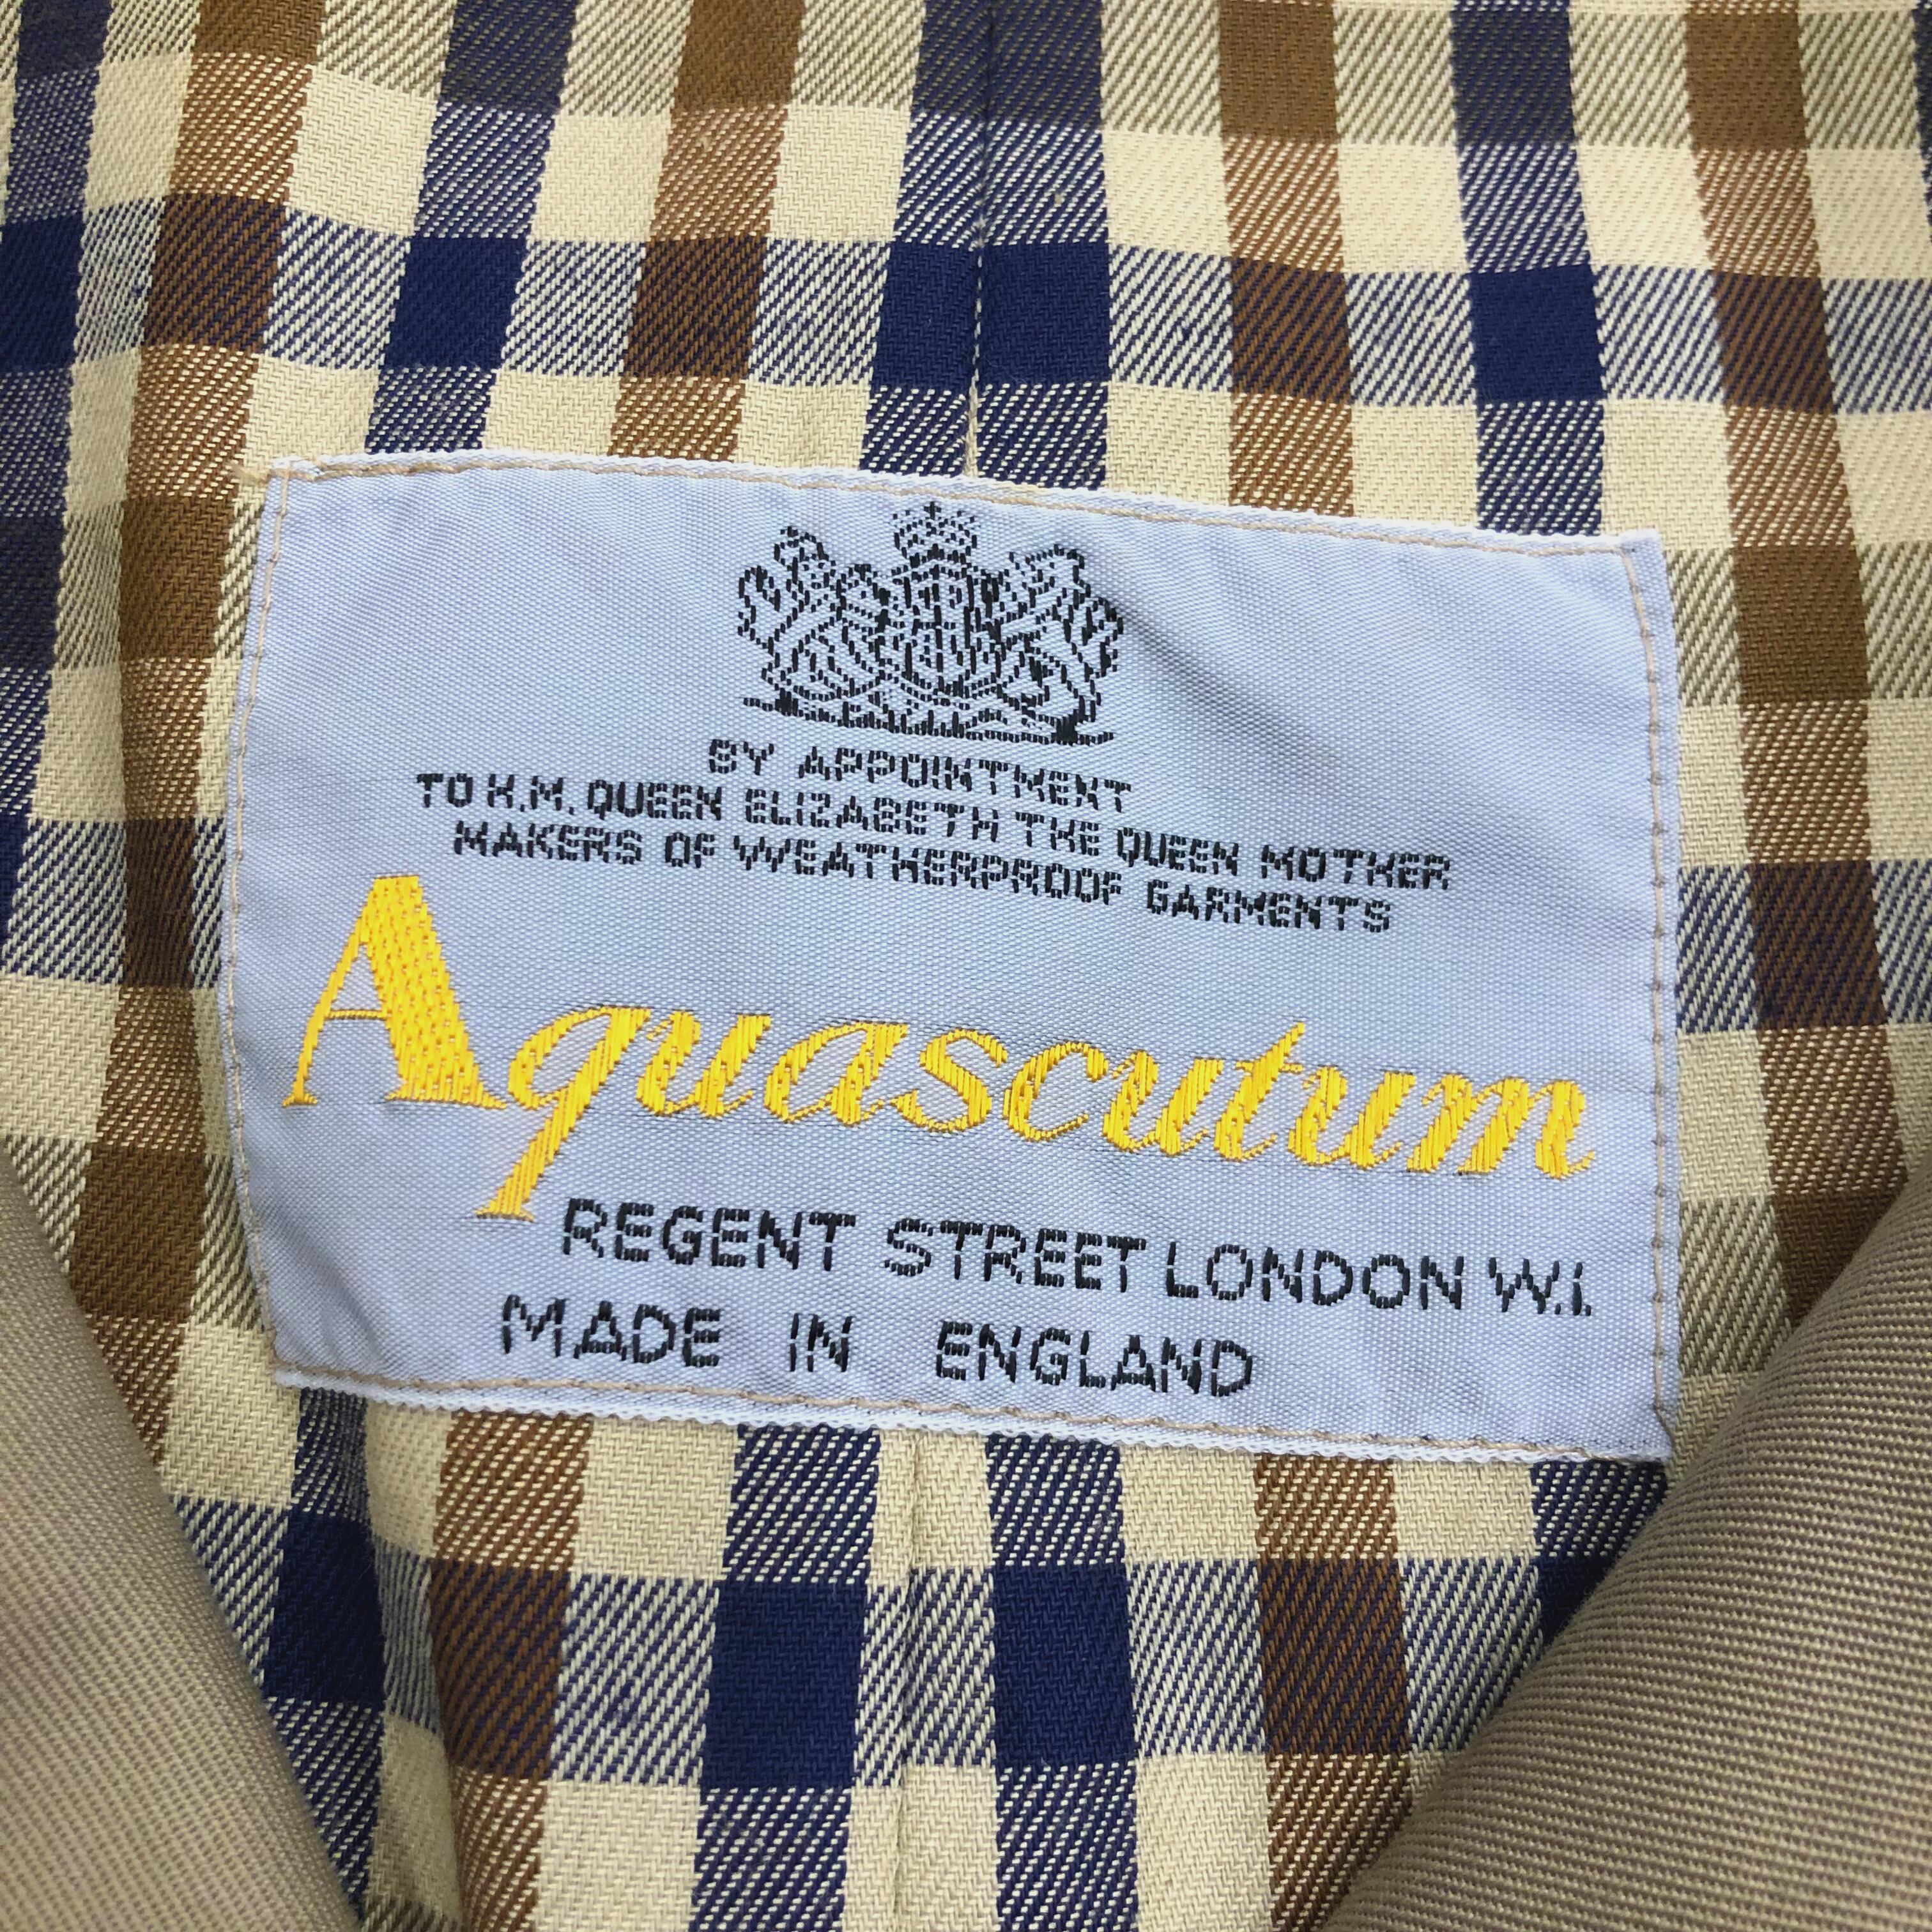 BY APPOINTMENT
TO H.M. QUEEN ELIZABETH THE QUEEN MOTHER
MAKERS OF WEATHERPROOF GARMENTS
Aquascutum
REGENT STREET LONDON W.1.
MADE IN ENGLAND